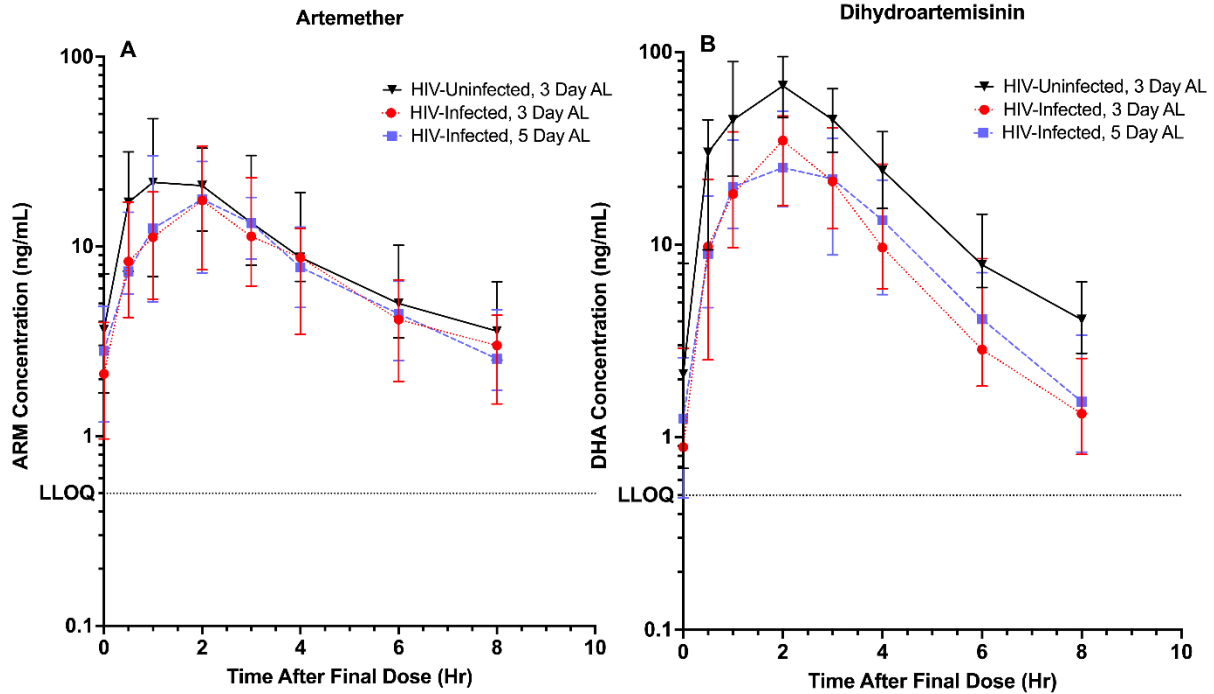 Artemether
A
ARM Concentration (ng/mL)
100
10
1
LLOQ
0.1
HIV-Uninfected, 3 Day AL
HIV-Infected, 3 Day AL
HIV-Infected, 5 Day AL
0 2 4 6 8 10
Time After Final Dose (Hr)
Dihydroartemisinin
B
DHA Concentration (ng/mL)
100
10
1
LLOQ
0.1
HIV-Uninfected, 3 Day AL
HIV-Infected, 3 Day AL
HIV-Infected, 5 Day AL
0 2 4 6 8 10
Time After Final Dose (Hr)